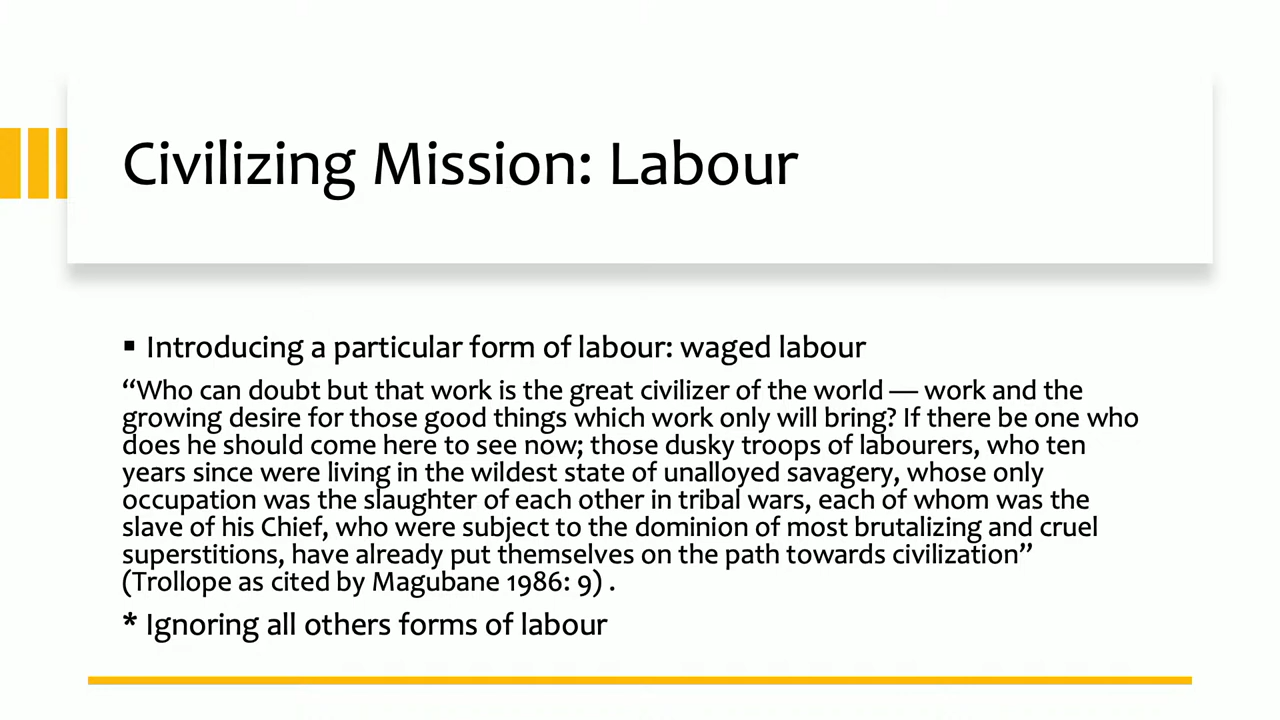 Civilizing Mission: Labour
▪ Introducing a particular form of labour: waged labour
“Who can doubt but that work is the great civilizer of the world — work and the
growing desire for those good things which work only will bring? If there be one who
does he should come here to see now; those dusky troops of labourers, who ten
years since were living in the wildest state of unalloyed savagery, whose only
occupation was the slaughter of each other in tribal wars, each of whom was the
slave of his Chief, who were subject to the dominion of most brutalizing and cruel
superstitions, have already put themselves on the path towards civilization”
(Trollope as cited by Magubane 1986: 9) .
* Ignoring all others forms of labour